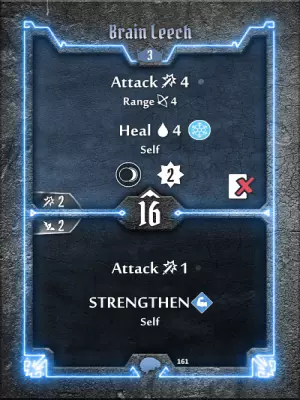 Brain Leech
3
Attack 4
Range 4
Heal 4
Self
2
2
16
2
Attack 1
STRENGTHEN
Self
161